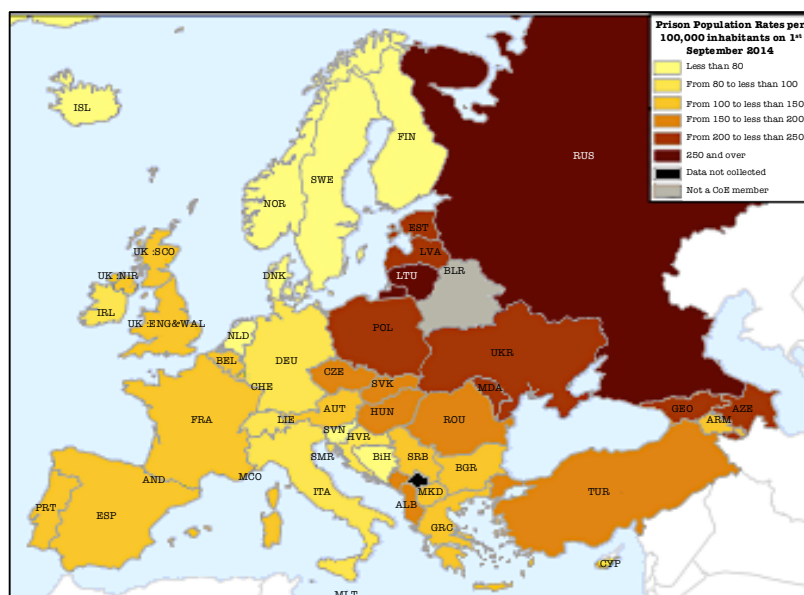 Prison Population Rates per
100,000 inhabitants on 1st
September 2014
Less than 80
From 80 to less than 100
From 100 to less than 150
From 150 to less than 200
From 200 to less than 250
250 and over
Data not collected
Not a CoE member
ISL
FIN
RUS
SWE
NOR
EST
UK :SCO
LVA
BLR
UK :NIR
DNK
LTU
IRL
UK :ENG&WAL
NLD
POL
BEL
DEU
UKR
CZE
CHE
SVK
MDA
AUT
HUN
GEO
AZE
FRA
LIE
ROU
ARM
SVN
HVR
SMR
BiH
SRB
AND
MCO
BGR
PRT
ESP
ITA
MKD
ALB
TUR
GRC
CYP
MLT